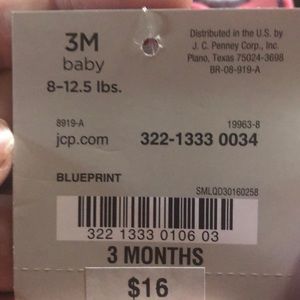 3M
baby
8–12.5 lbs.
Distributed in the U.S. by
J. C. Penney Corp., Inc.
Plano, Texas 75024-3698
BR-08-919-A
8919-A
19963-8
jcp.com
322-1333 0034
BLUEPRINT
SMLQD30160258
322 1333 0106 03
3 MONTHS
$16